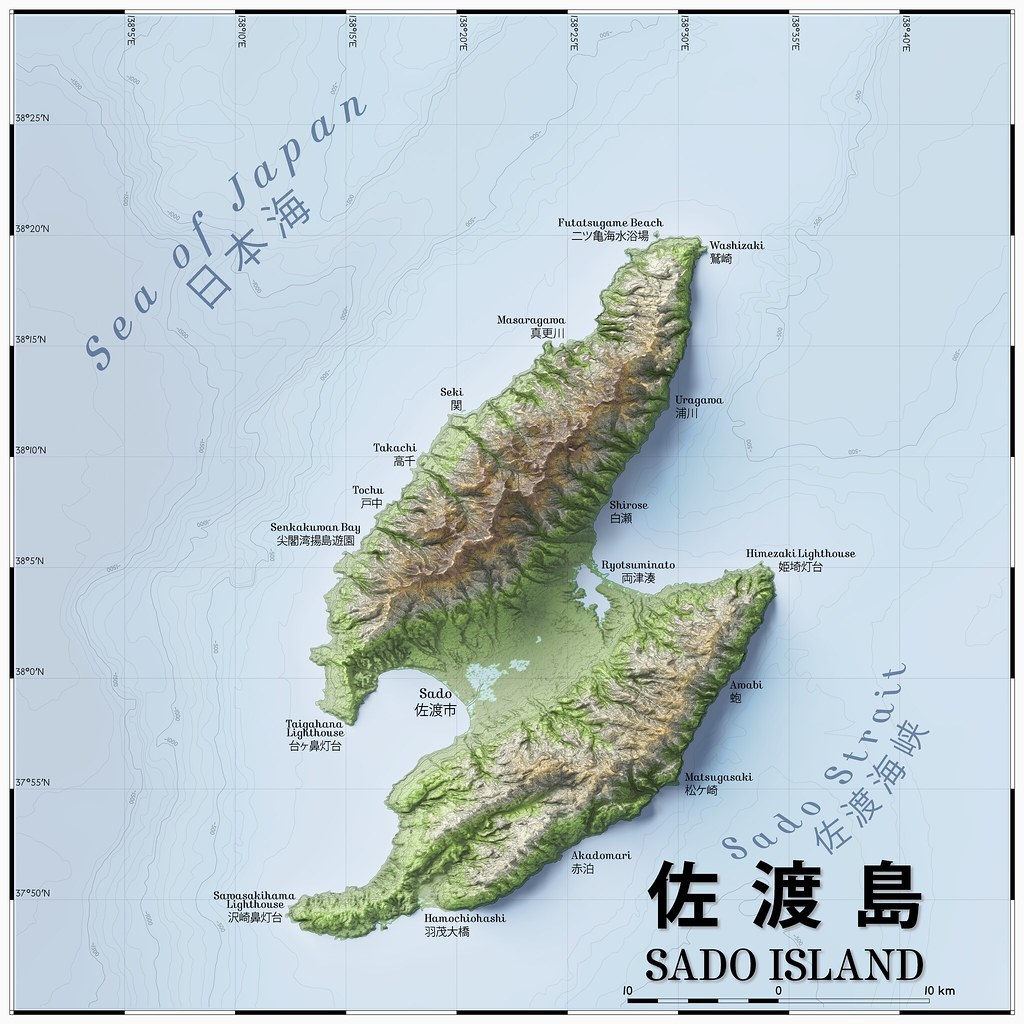 138°5'E
138°10'E
138°15'E
138°20'E
138°25'E
138°30'E
138°35'E
138°40'E
38°25'N
38°20'N
38°15'N
38°10'N
38°5'N
38°0'N
37°55'N
37°50'N
Sea of Japan
日本海
Futatsugame Beach
二ツ亀海水浴場
Washizaki
鷲崎
Masaragawa
真更川
Seki
関
Uragawa
浦川
Takachi
高千
Tochu
戸中
Shirose
白瀬
Senkakuwan Bay
尖閣湾揚島遊園
Ryotsuminato
両津湊
Himezaki Lighthouse
姫埼灯台
Sado
佐渡市
Awabi
蚫
Taigahana
Lighthouse
台ヶ鼻灯台
Sado Strait
佐渡海峡
Matsugasaki
松ケ崎
Akadomari
赤泊
Sawasakihama
Lighthouse
沢崎鼻灯台
Hamochiohashi
羽茂大橋
佐渡島
SADO ISLAND
10 0 10 km